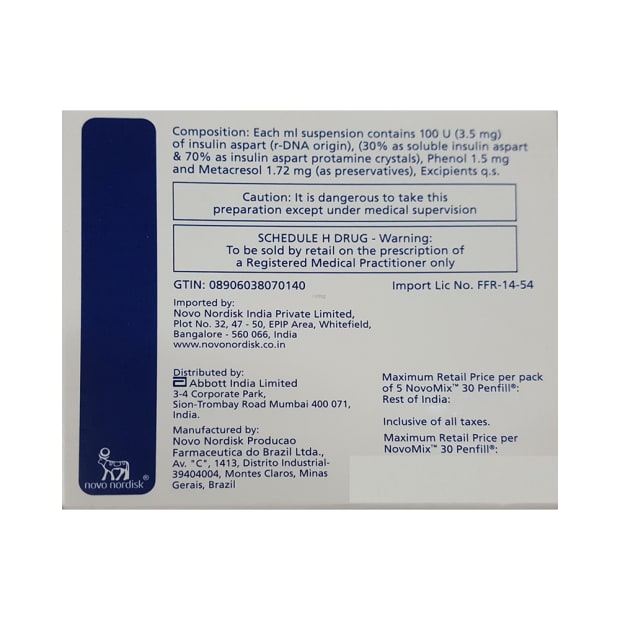 Composition: Each ml suspension contains 100 U (3.5 mg)
of insulin aspart (r-DNA origin), (30% as soluble insulin aspart
& 70% as insulin aspart protamine crystals), Phenol 1.5 mg
and Metacresol 1.72 mg (as preservatives), Excipients q.s.
Caution: It is dangerous to take this
preparation except under medical supervision
SCHEDULE H DRUG - Warning:
To be sold by retail on the prescription of
a Registered Medical Practitioner only
GTIN: 08906038070140
Import Lic No. FFR-14-54
Imported by:
Novo Nordisk India Private Limited,
Plot No. 32, 47 - 50, EPIP Area, Whitefield,
Bangalore - 560 066, India
www.novonordisk.co.in
Distributed by:
Abbott India Limited
3-4 Corporate Park,
Sion-Trombay Road Mumbai 400 071,
India.
Manufactured by:
Novo Nordisk Producao
Farmaceutica do Brazil Ltda.,
Av. "C", 1413, Distrito Industrial-
39404004, Montes Claros, Minas
Gerais, Brazil
Maximum Retail Price per pack
of 5 NovoMix™ 30 Penfill®:
Rest of India:
Inclusive of all taxes.
Maximum Retail Price per
NovoMix™ 30 Penfill®:
novo nordisk®